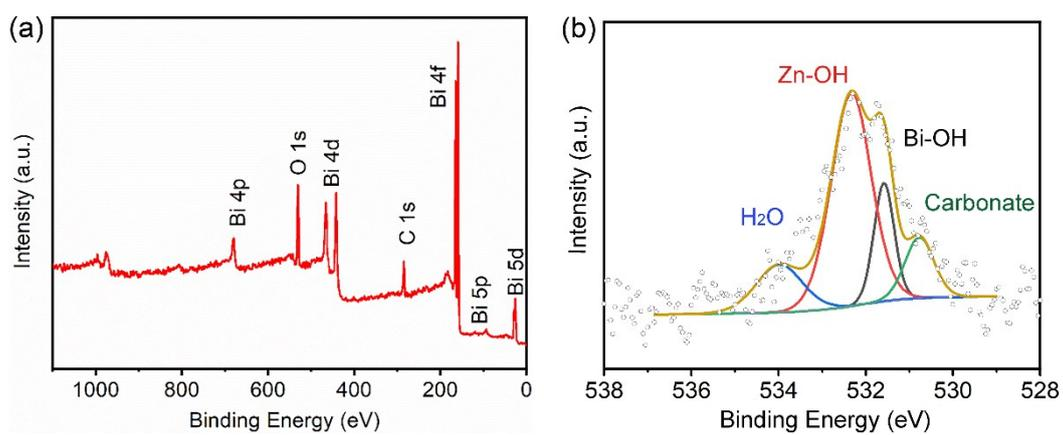 (a)
Intensity (a.u.)
Bi 4p
O 1s
Bi 4d
C 1s
Bi 4f
Bi 5p
Bi 5d
1000 800 600 400 200 0
Binding Energy (eV)
(b)
Intensity (a.u.)
Zn-OH
Bi-OH
H₂O
Carbonate
538 536 534 532 530 528
Binding Energy (eV)